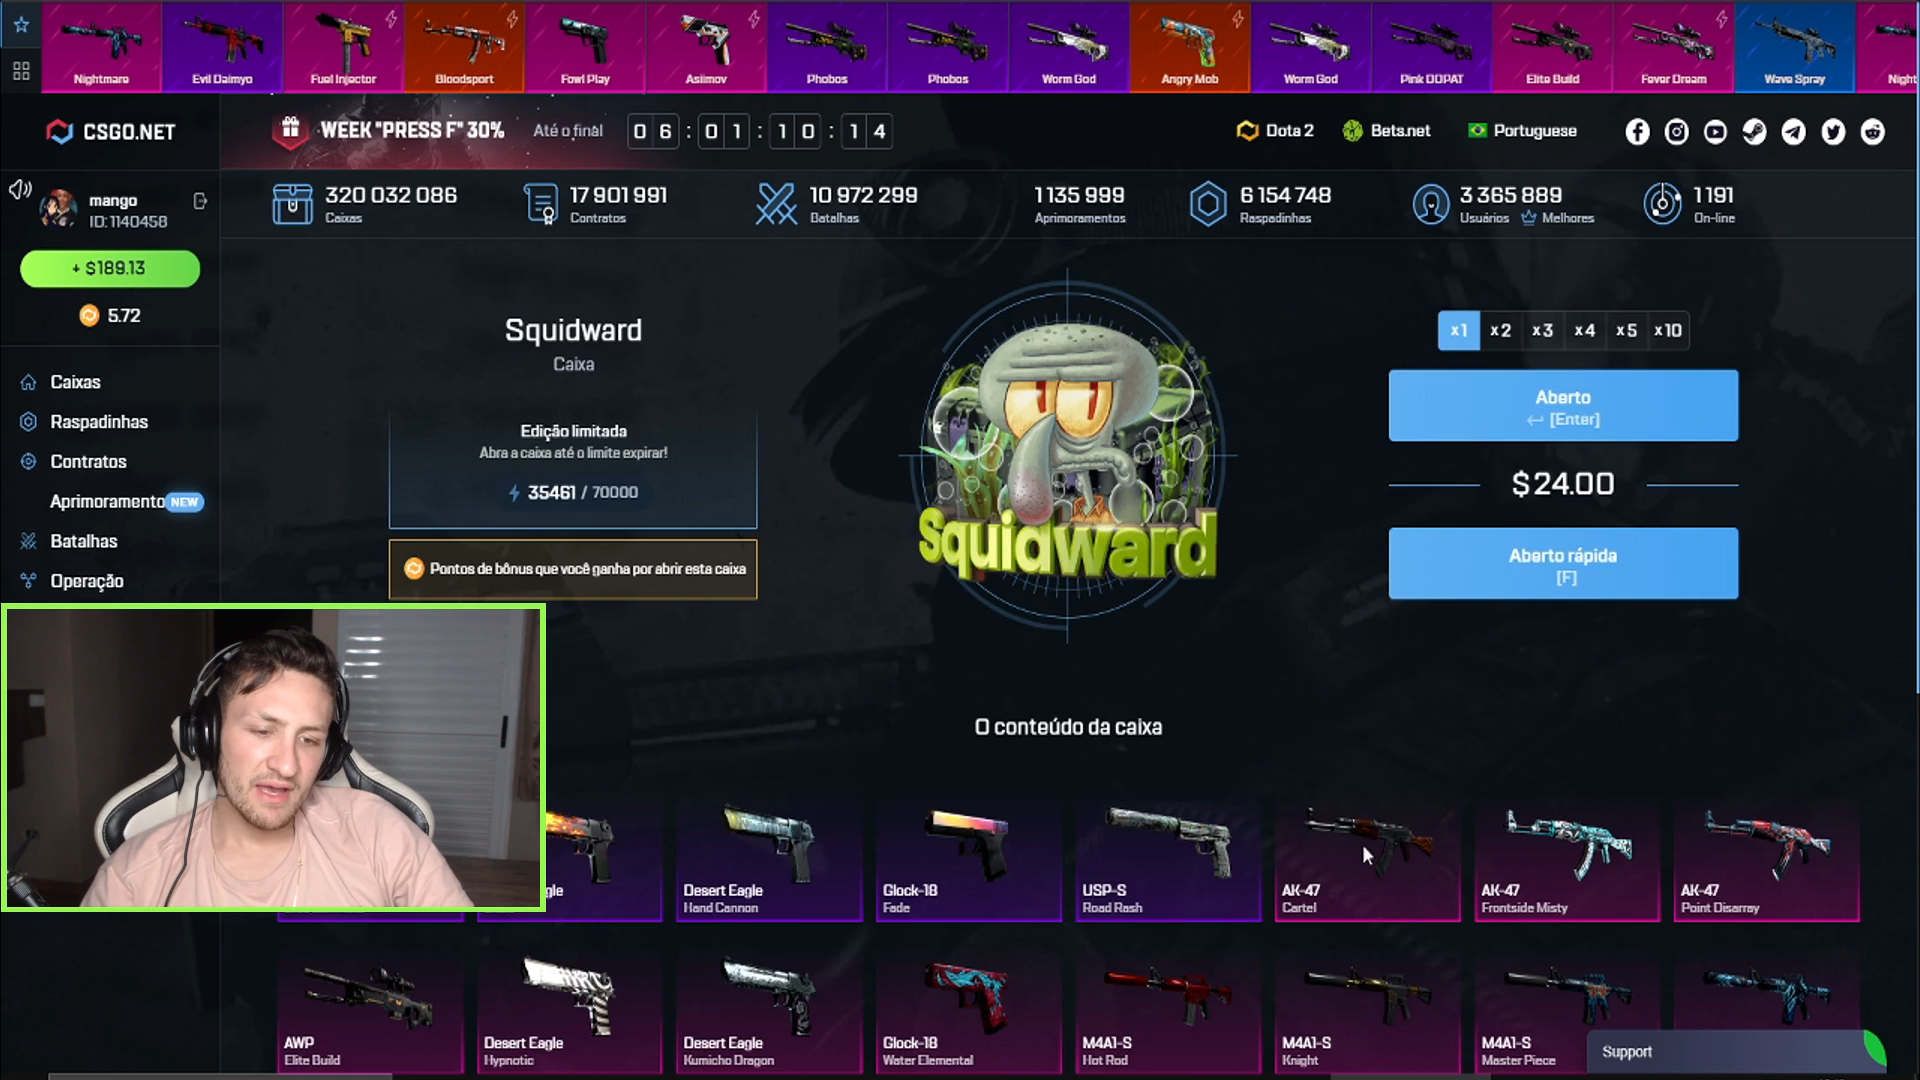 Nightmare
Evil Daimyo
Fuel Injector
Bloodsport
Fowl Play
Asiimov
Phobos
Phobos
Worm God
Angry Mob
Worm God
Pink DDPAT
Elite Build
Fever Dream
Wave Spray
Night
CSGO.NET
WEEK "PRESS F" 30%
Até o final
06:01:10:14
Dota 2
Bets.net
Portuguese
mango
ID:1140458
320 032 086
Caixas
17 901 991
Contratos
10 972 299
Batalhas
1 135 999
Aprimoramentos
6 154 748
Raspadinhas
3 365 889
Usuários
Melhores
1 191
On-line
+ $189.13
5.72
Caixas
Raspadinhas
Contratos
Aprimoramento NEW
Batalhas
Operação
Squidward
Caixa
Edição limitada
Abra a caixa até o limite expirar!
35461 / 70000
Pontos de bônus que você ganha por abrir esta caixa
Squidward
x1 x2 x3 x4 x5 x10
Aberto
[Enter]
$24.00
Aberto rápida
[F]
O conteúdo da caixa
gle
Desert Eagle
Hand Cannon
Glock-18
Fade
USP-S
Road Rash
AK-47
Cartel
AK-47
Frontside Misty
AK-47
Point Disarray
AWP
Elite Build
Desert Eagle
Hypnotic
Desert Eagle
Kumicho Dragon
Glock-18
Water Elemental
M4A1-S
Hot Rod
M4A1-S
Knight
M4A1-S
Master Piece
Support